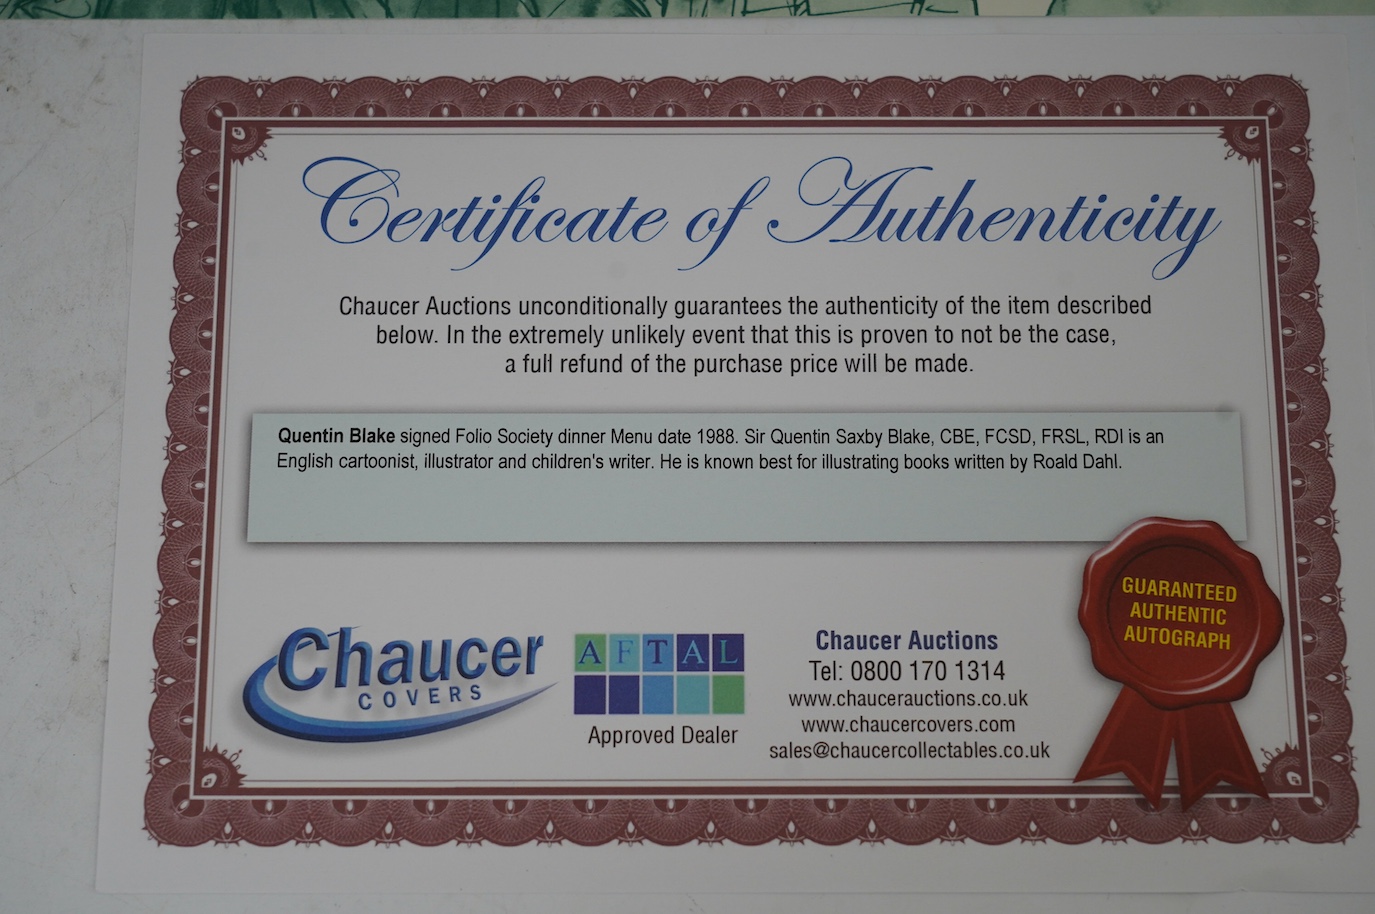 Certificate of Authenticity
Chaucer Auctions unconditionally guarantees the authenticity of the item described
below. In the extremely unlikely event that this is proven to not be the case,
a full refund of the purchase price will be made.
Quentin Blake signed Folio Society dinner Menu date 1988. Sir Quentin Saxby Blake, CBE, FCSD, FRSL, RDI is an
English cartoonist, illustrator and children's writer. He is known best for illustrating books written by Roald Dahl.
GUARANTEED
AUTHENTIC
AUTOGRAPH
Chaucer
COVERS
AFTAL
Approved Dealer
Chaucer Auctions
Tel: 0800 170 1314
www.chaucerauctions.co.uk
www.chaucercovers.com
sales@chaucercollectables.co.uk